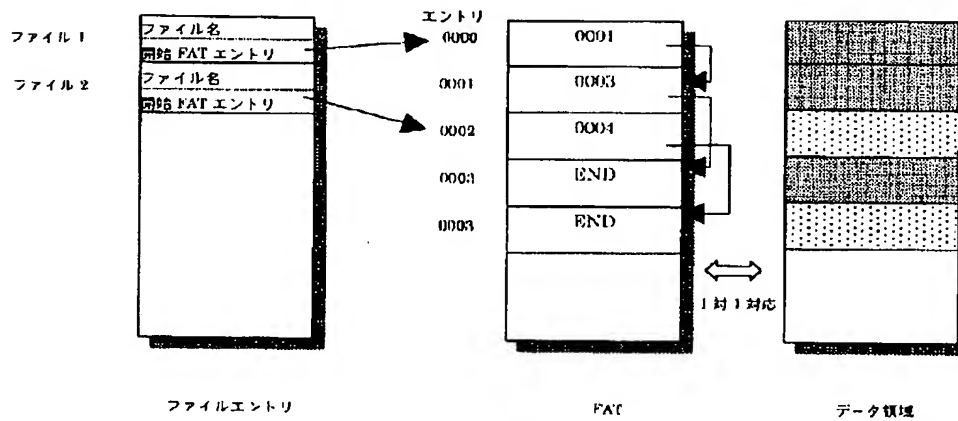 ファイル 1
ファイル名
開始 FAT エントリ
ファイル 2
ファイル名
開始 FAT エントリ
ファイルエントリ
エントリ
0000
0001
0002
0003
0003
0001
0003
0004
END
END
FAT
1 対 1 対応
データ領域